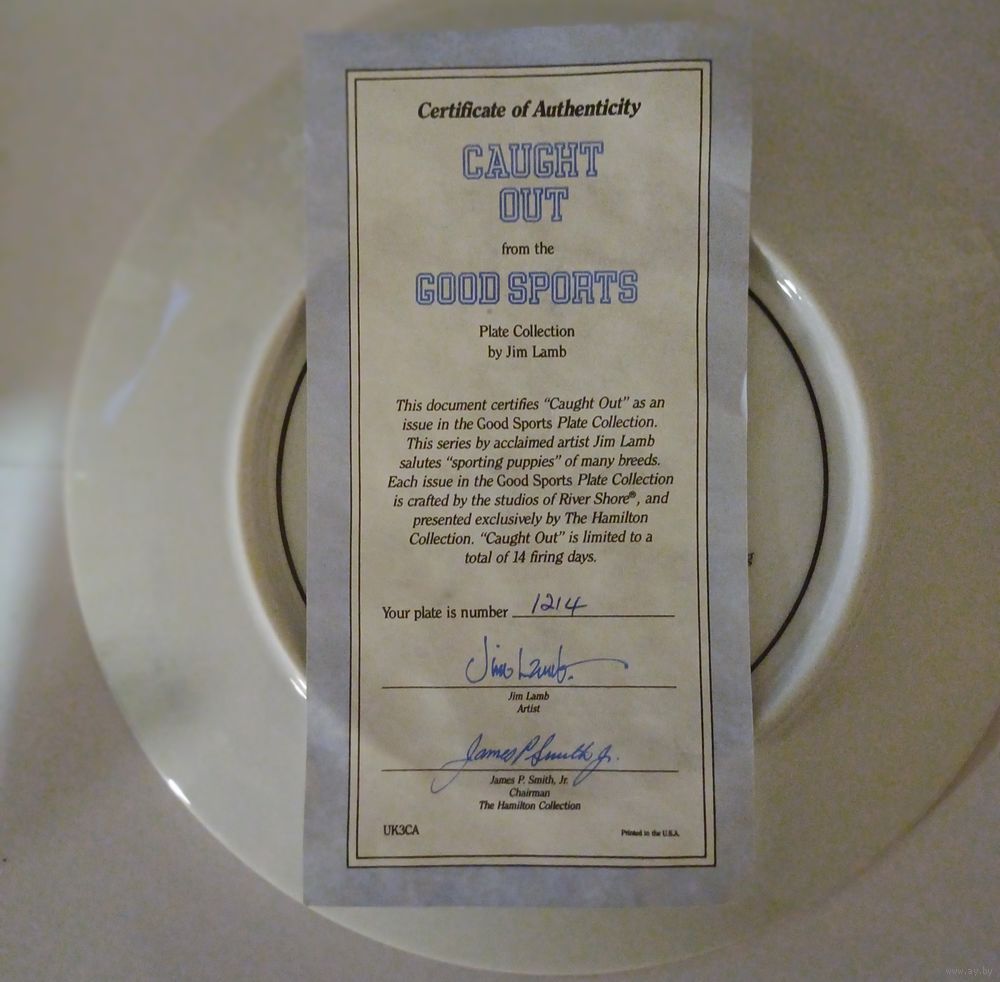 Certificate of Authenticity
CAUGHT
OUT
from the
GOOD SPORTS
Plate Collection
by Jim Lamb
This document certifies “Caught Out” as an
issue in the Good Sports Plate Collection.
This series by acclaimed artist Jim Lamb
salutes “sporting puppies” of many breeds.
Each issue in the Good Sports Plate Collection
is crafted by the studios of River Shore®, and
presented exclusively by The Hamilton
Collection. “Caught Out” is limited to a
total of 14 firing days.
Your plate is number 1214
Jim Lamb
Jim Lamb
Artist
James P. Smith Jr.
James P. Smith, Jr.
Chairman
The Hamilton Collection
UK3CA Printed in the U.S.A.
www.ay.by